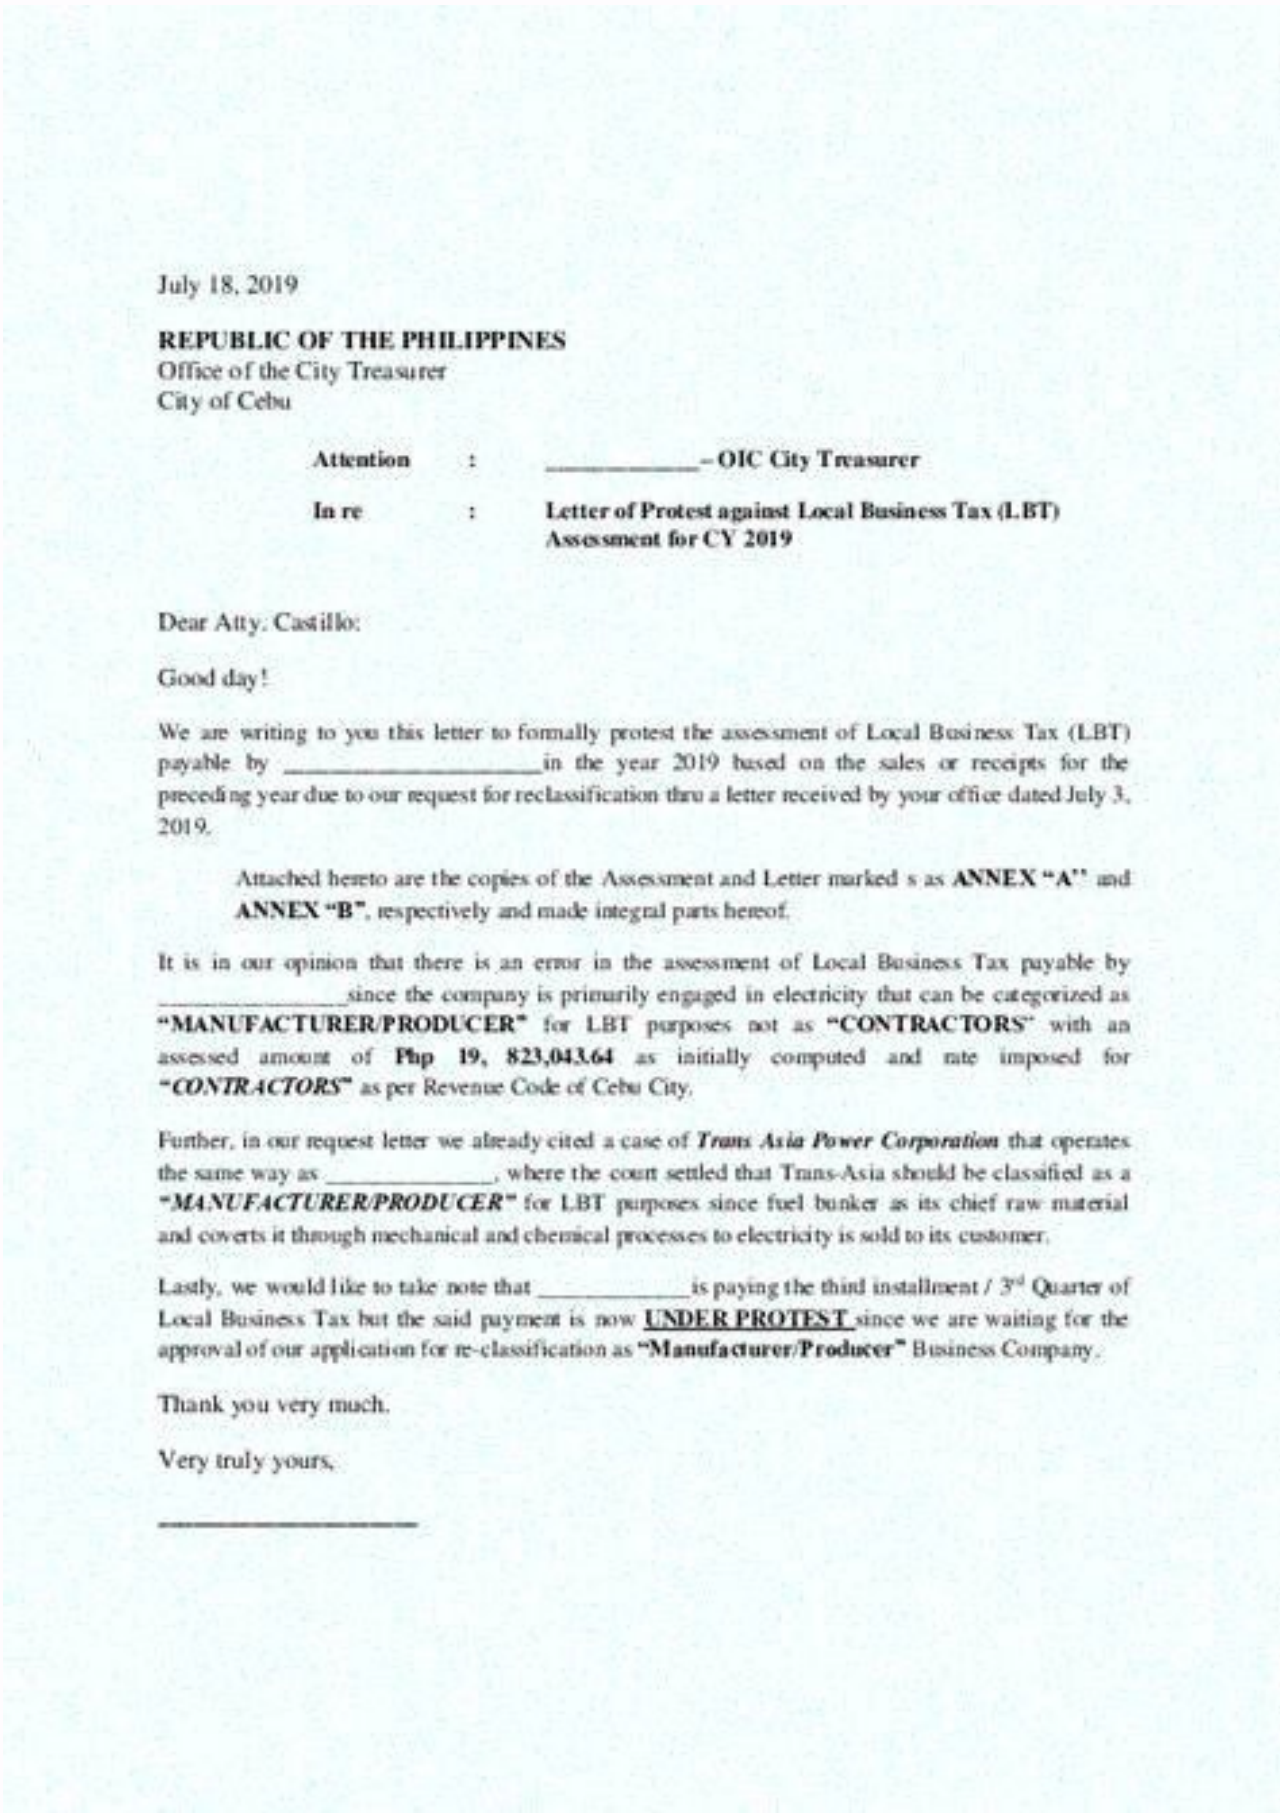 July 18, 2019
REPUBLIC OF THE PHILIPPINES
Office of the City Treasurer
City of Cebu
Attention : ____________– OIC City Treasurer
In re : Letter of Protest against Local Business Tax (LBT)
Assessment for CY 2019
Dear Atty. Castillo:
Good day!
We are writing to you this letter to formally protest the assessment of Local Business Tax (LBT)
payable by ____________________in the year 2019 based on the sales or receipts for the
preceding year due to our request for reclassification thru a letter received by your office dated July 3,
2019.
Attached hereto are the copies of the Assessment and Letter marked s as ANNEX “A” and
ANNEX “B”, respectively and made integral parts hereof.
It is in our opinion that there is an error in the assessment of Local Business Tax payable by
_______________since the company is primarily engaged in electricity that can be categorized as
“MANUFACTURER/PRODUCER” for LBT purposes not as “CONTRACTORS” with an
assessed amount of Php 19, 823,043.64 as initially computed and rate imposed for
“CONTRACTORS” as per Revenue Code of Cebu City.
Further, in our request letter we already cited a case of Trans Asia Power Corporation that operates
the same way as _____________, where the court settled that Trans-Asia should be classified as a
“MANUFACTURER/PRODUCER” for LBT purposes since fuel bunker as its chief raw material
and coverts it through mechanical and chemical processes to electricity is sold to its customer.
Lastly, we would like to take note that ____________is paying the third installment / 3rd Quarter of
Local Business Tax but the said payment is now UNDER PROTEST since we are waiting for the
approval of our application for re-classification as “Manufacturer/Producer” Business Company.
Thank you very much.
Very truly yours,
____________________